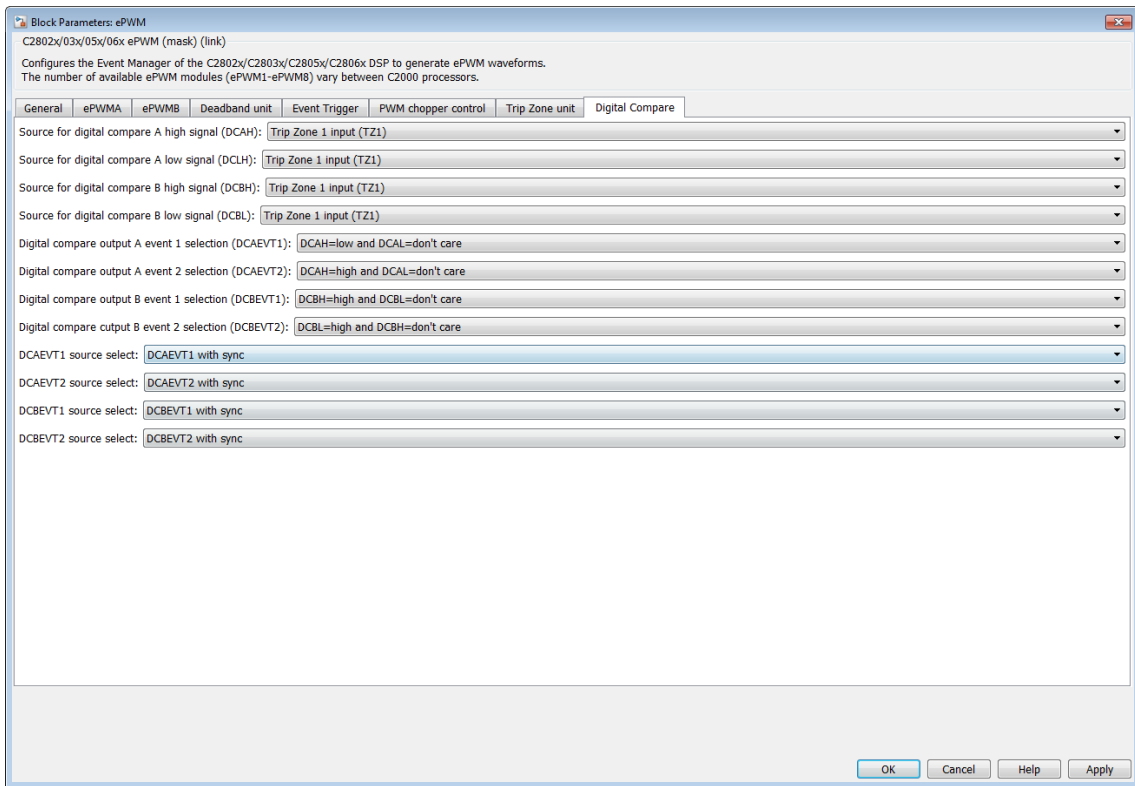 Block Parameters: ePWM
C2802x/03x/05x/06x ePWM (mask) (link)
Configures the Event Manager of the C2802x/C2803x/C2805x/C2806x DSP to generate ePWM waveforms.
The number of available ePWM modules (ePWM1-ePWM8) vary between C2000 processors.
General ePWMA ePWMB Deadband unit Event Trigger PWM chopper control Trip Zone unit Digital Compare
Source for digital compare A high signal (DCAH): Trip Zone 1 input (TZ1)
Source for digital compare A low signal (DCLH): Trip Zone 1 input (TZ1)
Source for digital compare B high signal (DCBH): Trip Zone 1 input (TZ1)
Source for digital compare B low signal (DCBL): Trip Zone 1 input (TZ1)
Digital compare output A event 1 selection (DCAEVT1): DCAH=low and DCAL=don't care
Digital compare output A event 2 selection (DCAEVT2): DCAH=high and DCAL=don't care
Digital compare output B event 1 selection (DCBEVT1): DCBH=high and DCBL=don't care
Digital compare cutput B event 2 selection (DCBEVT2): DCBL=high and DCBH=don't care
DCAEVT1 source select: DCAEVT1 with sync
DCAEVT2 source select: DCAEVT2 with sync
DCBEVT1 source select: DCBEVT1 with sync
DCBEVT2 source select: DCBEVT2 with sync
OK Cancel Help Apply